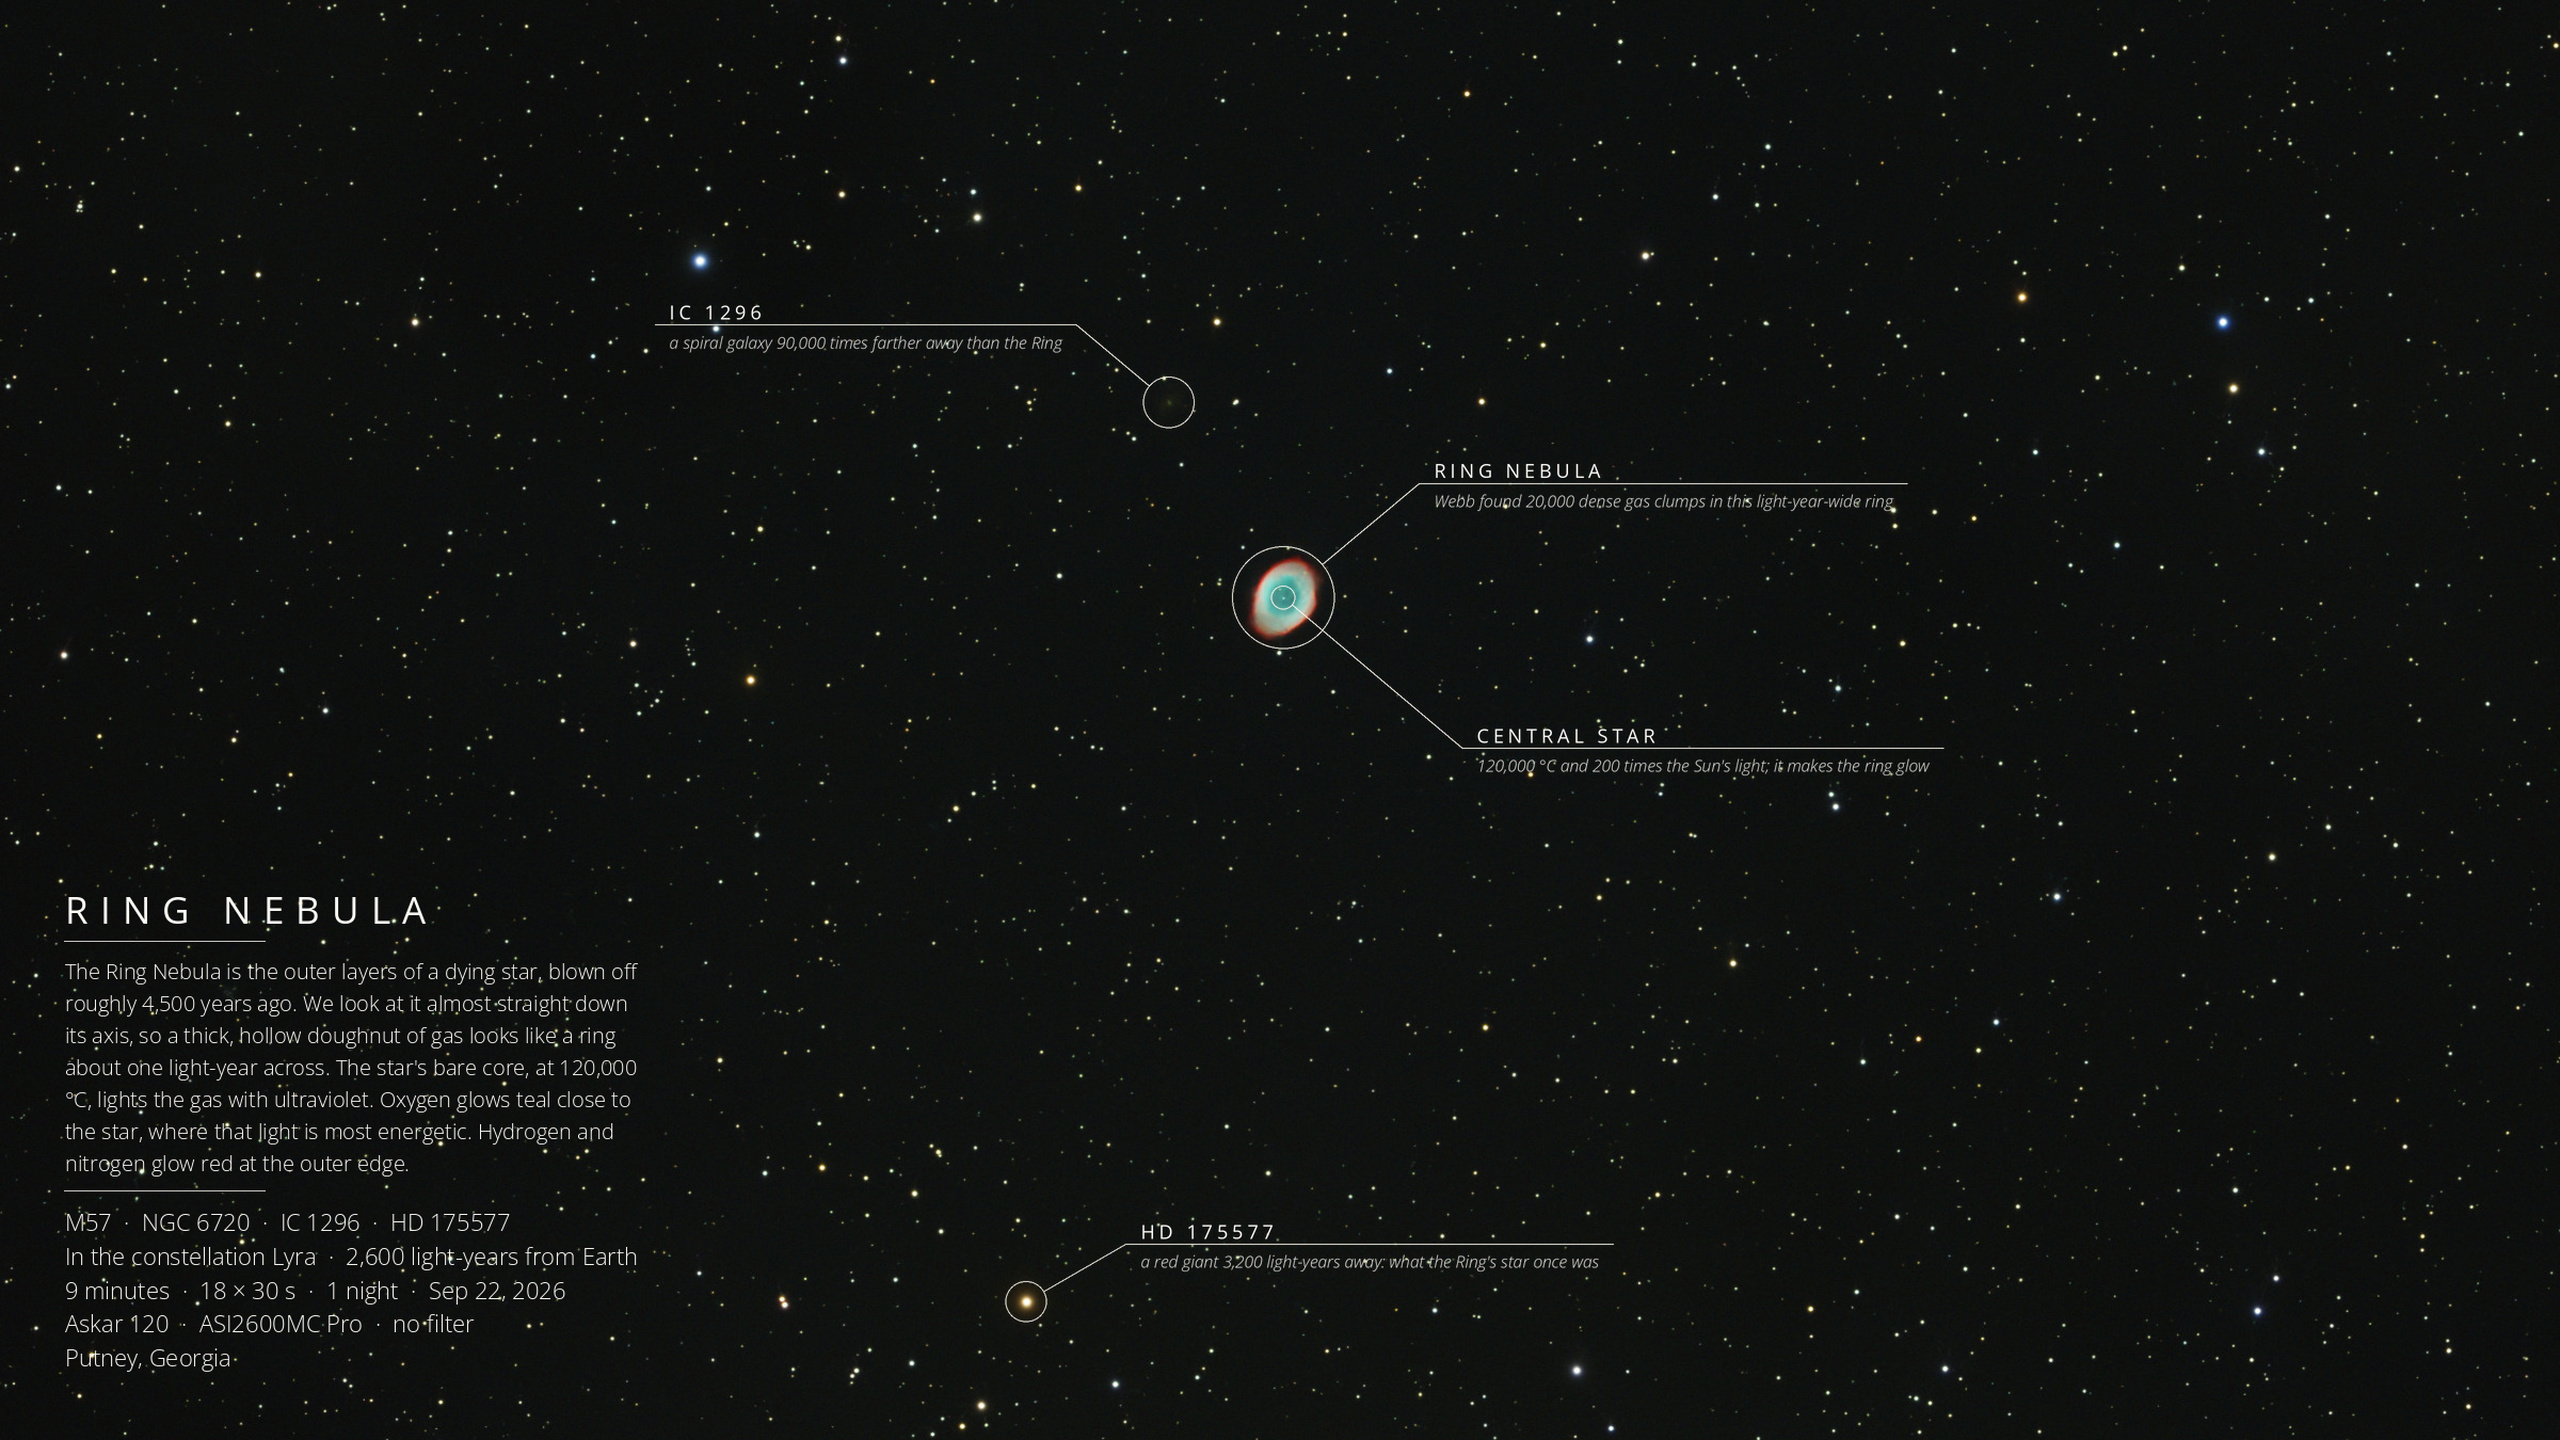 IC 1296
a spiral galaxy 90,000 times farther away than the Ring
RING NEBULA
Webb found 20,000 dense gas clumps in this light-year-wide ring
CENTRAL STAR
120,000 °C and 200 times the Sun's light; it makes the ring glow
RING NEBULA
The Ring Nebula is the outer layers of a dying star, blown off
roughly 4,500 years ago. We look at it almost straight down
its axis, so a thick, hollow doughnut of gas looks like a ring
about one light-year across. The star's bare core, at 120,000
°C, lights the gas with ultraviolet. Oxygen glows teal close to
the star, where that light is most energetic. Hydrogen and
nitrogen glow red at the outer edge.
M57 · NGC 6720 · IC 1296 · HD 175577
In the constellation Lyra · 2,600 light-years from Earth
9 minutes · 18 × 30 s · 1 night · Sep 22, 2026
Askar 120 · ASI2600MC Pro · no filter
Putney, Georgia
HD 175577
a red giant 3,200 light-years away: what the Ring's star once was